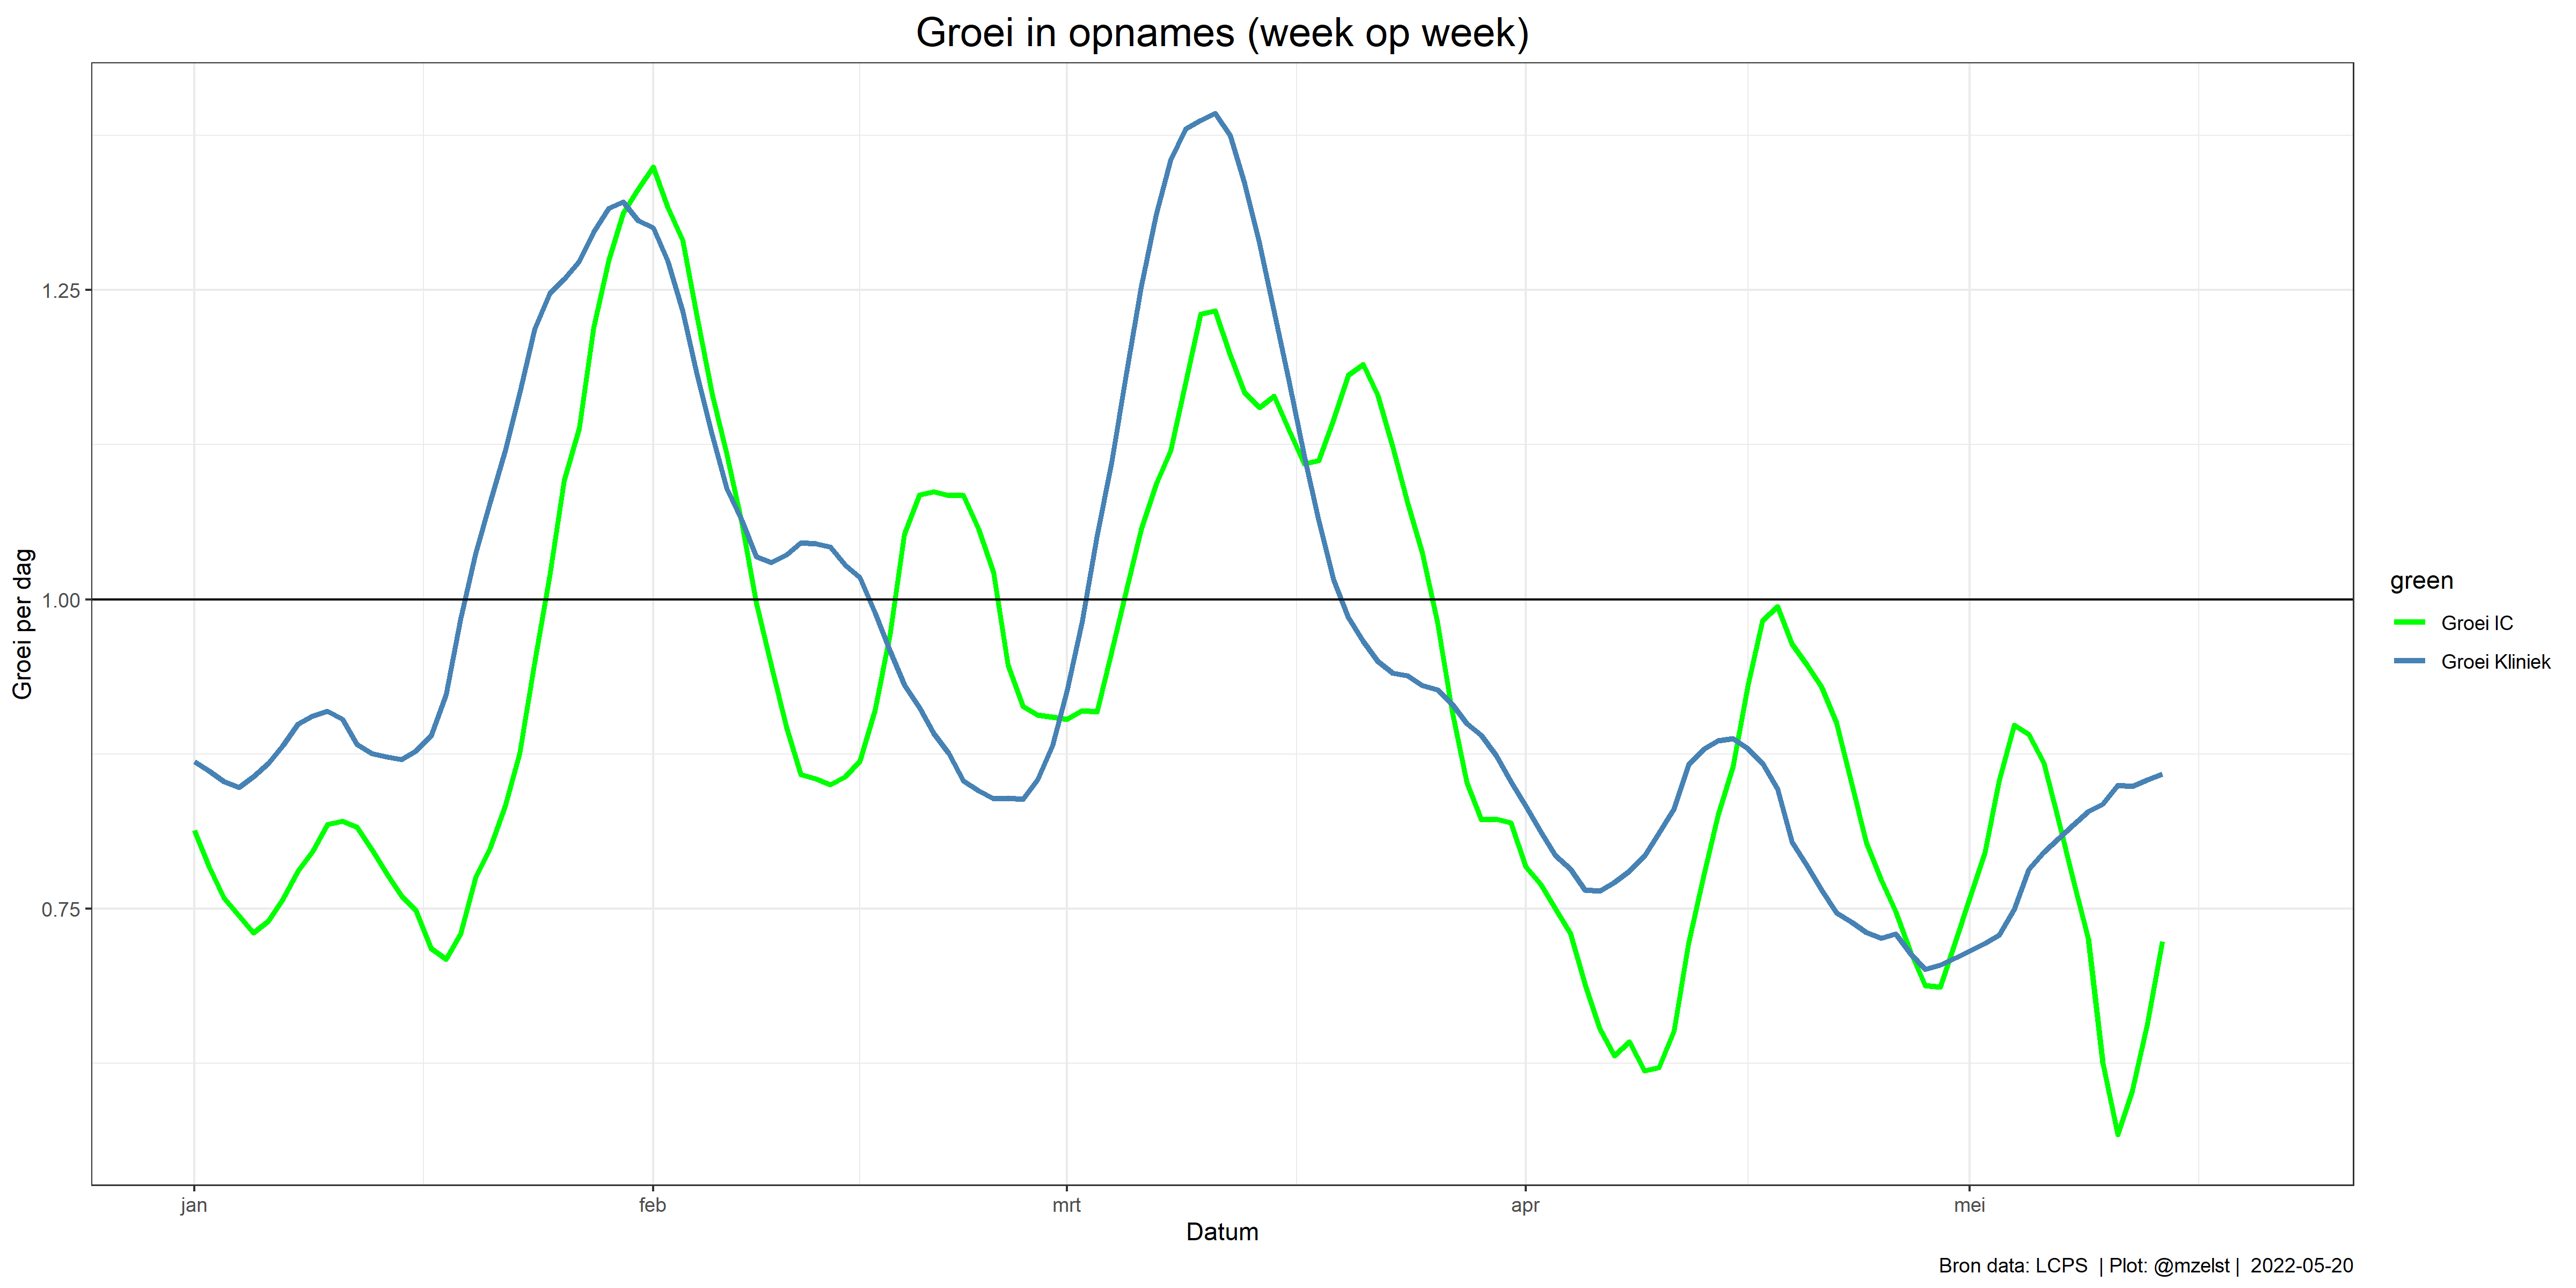 Groei in opnames (week op week)
Groei per dag
1.25
1.00
0.75
jan feb mrt apr mei
Datum
green
Groei IC
Groei Kliniek
Bron data: LCPS | Plot: @mzelst | 2022-05-20